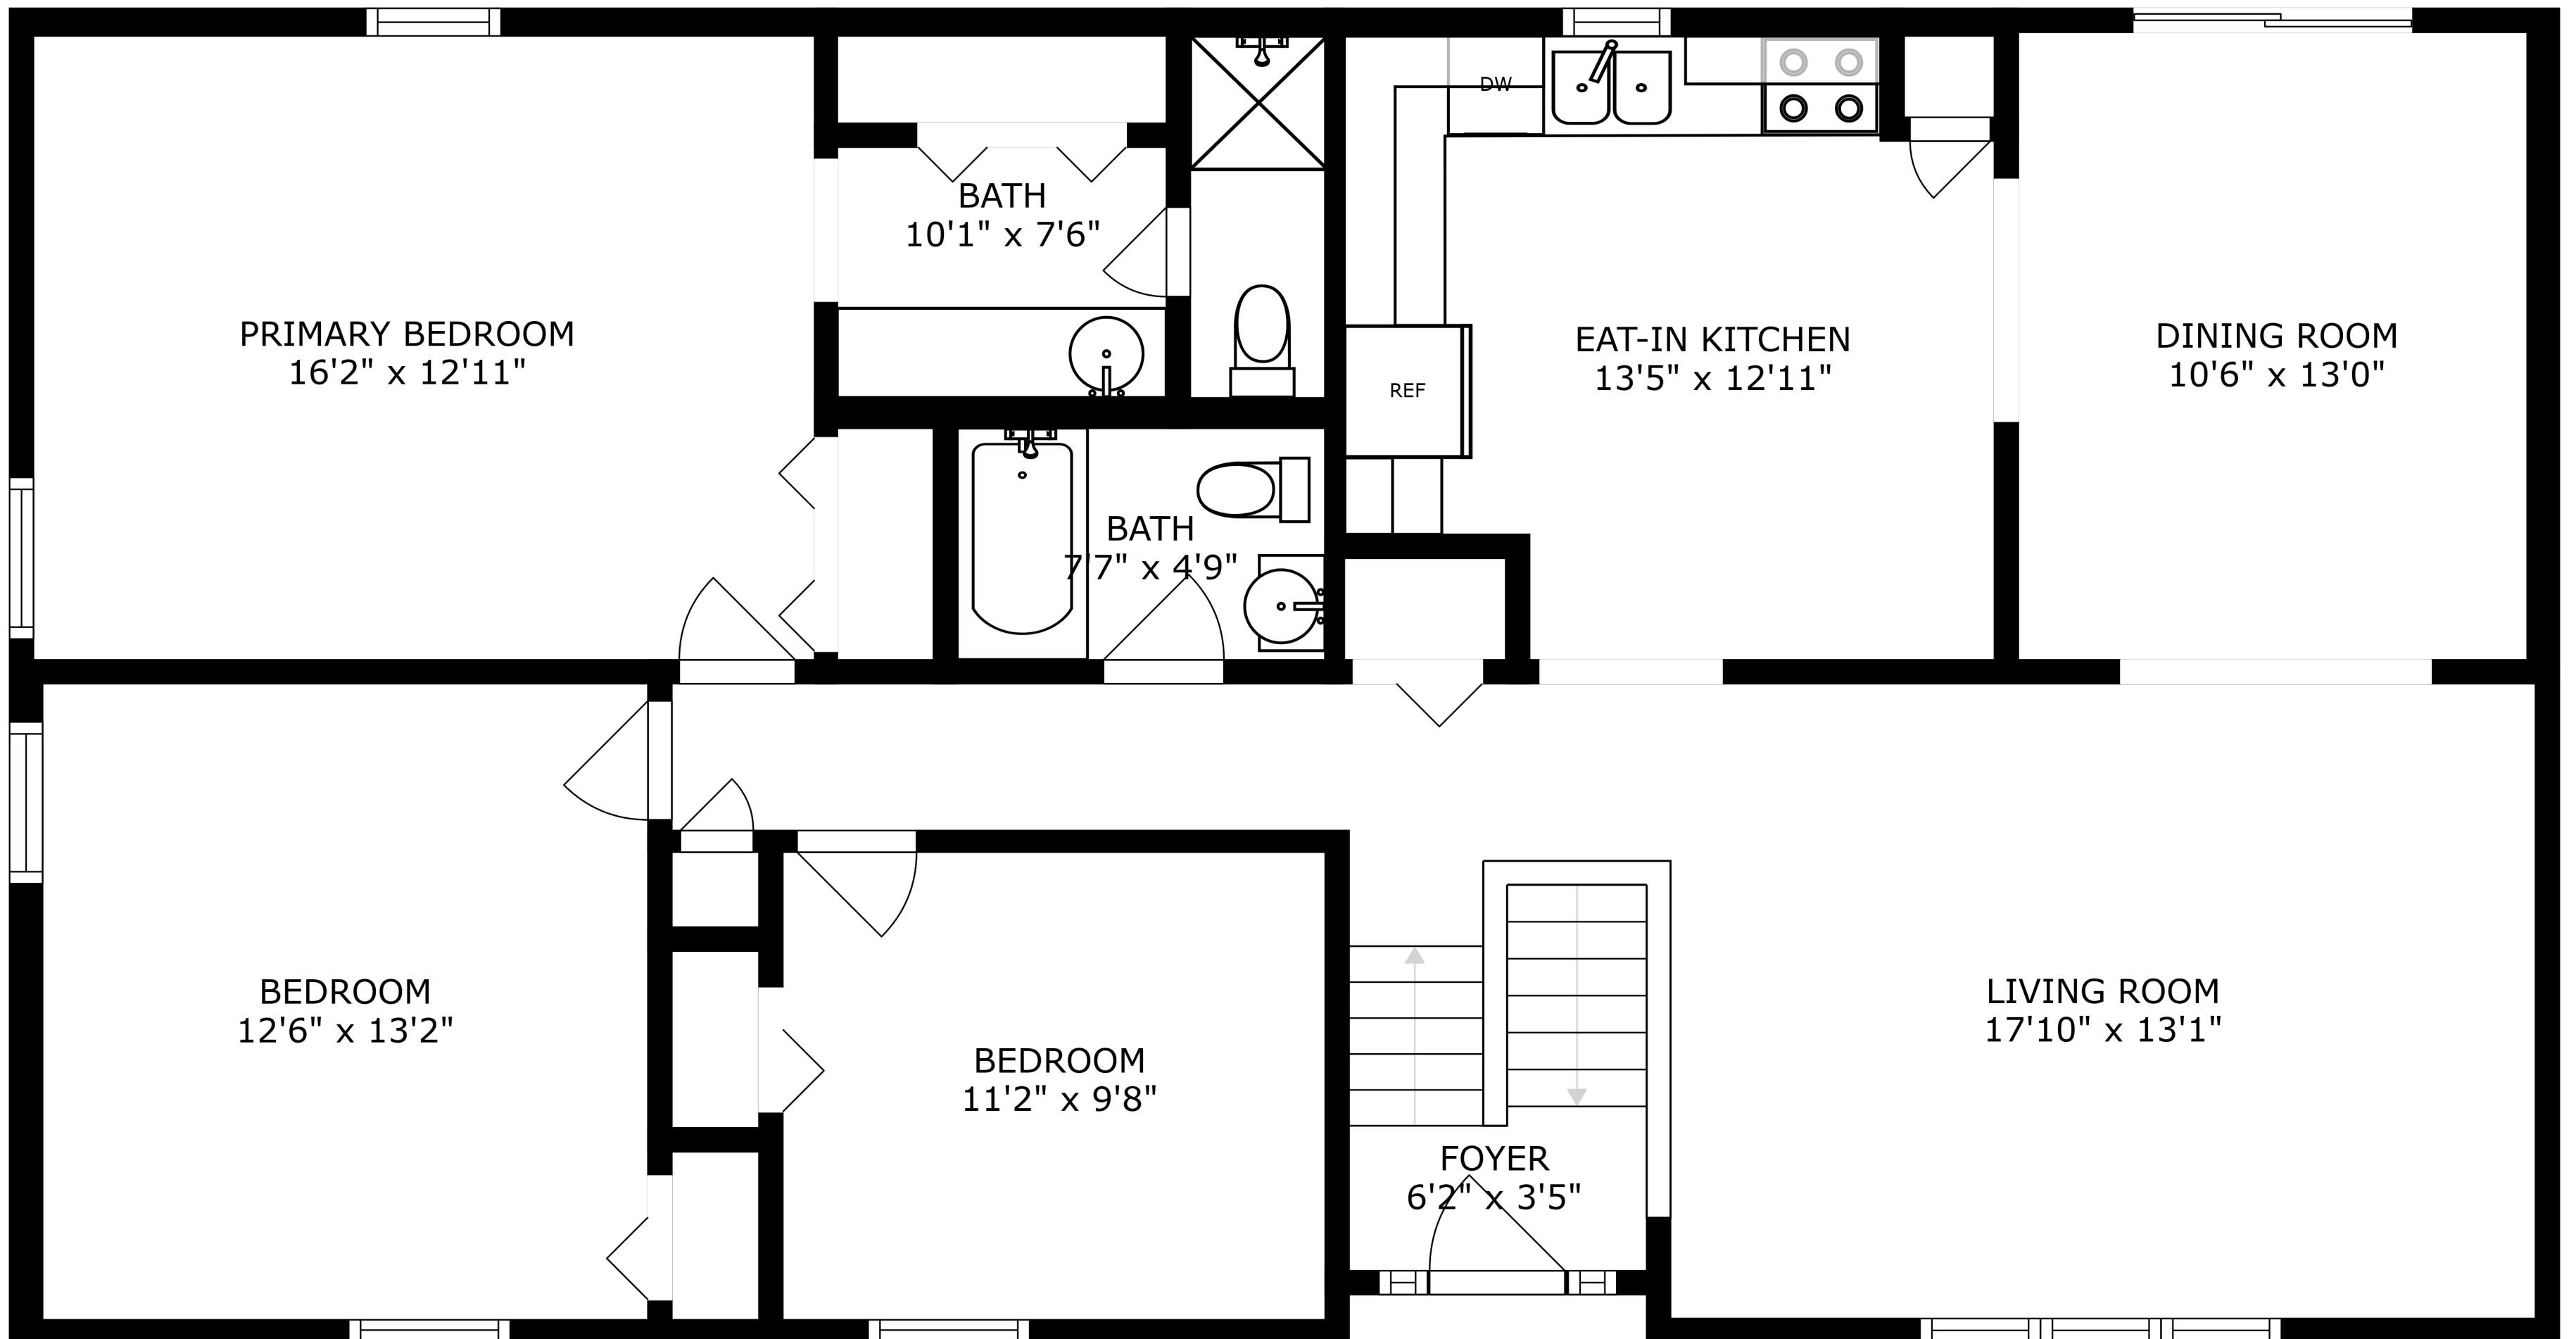 DW
BATH
10'1" x 7'6"
PRIMARY BEDROOM
16'2" x 12'11"
EAT-IN KITCHEN
13'5" x 12'11"
DINING ROOM
10'6" x 13'0"
REF
BATH
7'7" x 4'9"
BEDROOM
12'6" x 13'2"
BEDROOM
11'2" x 9'8"
LIVING ROOM
17'10" x 13'1"
FOYER
6'2" x 3'5"